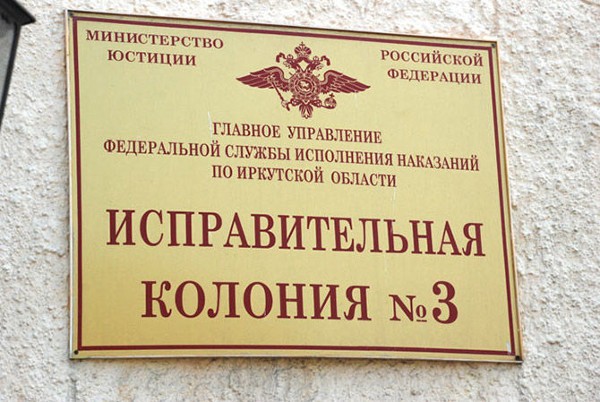 МИНИСТЕРСТВО
ЮСТИЦИИ
РОССИЙСКОЙ
ФЕДЕРАЦИИ
ГЛАВНОЕ УПРАВЛЕНИЕ
ФЕДЕРАЛЬНОЙ СЛУЖБЫ ИСПОЛНЕНИЯ НАКАЗАНИЙ
ПО ИРКУТСКОЙ ОБЛАСТИ
ИСПРАВИТЕЛЬНАЯ
КОЛОНИЯ №3